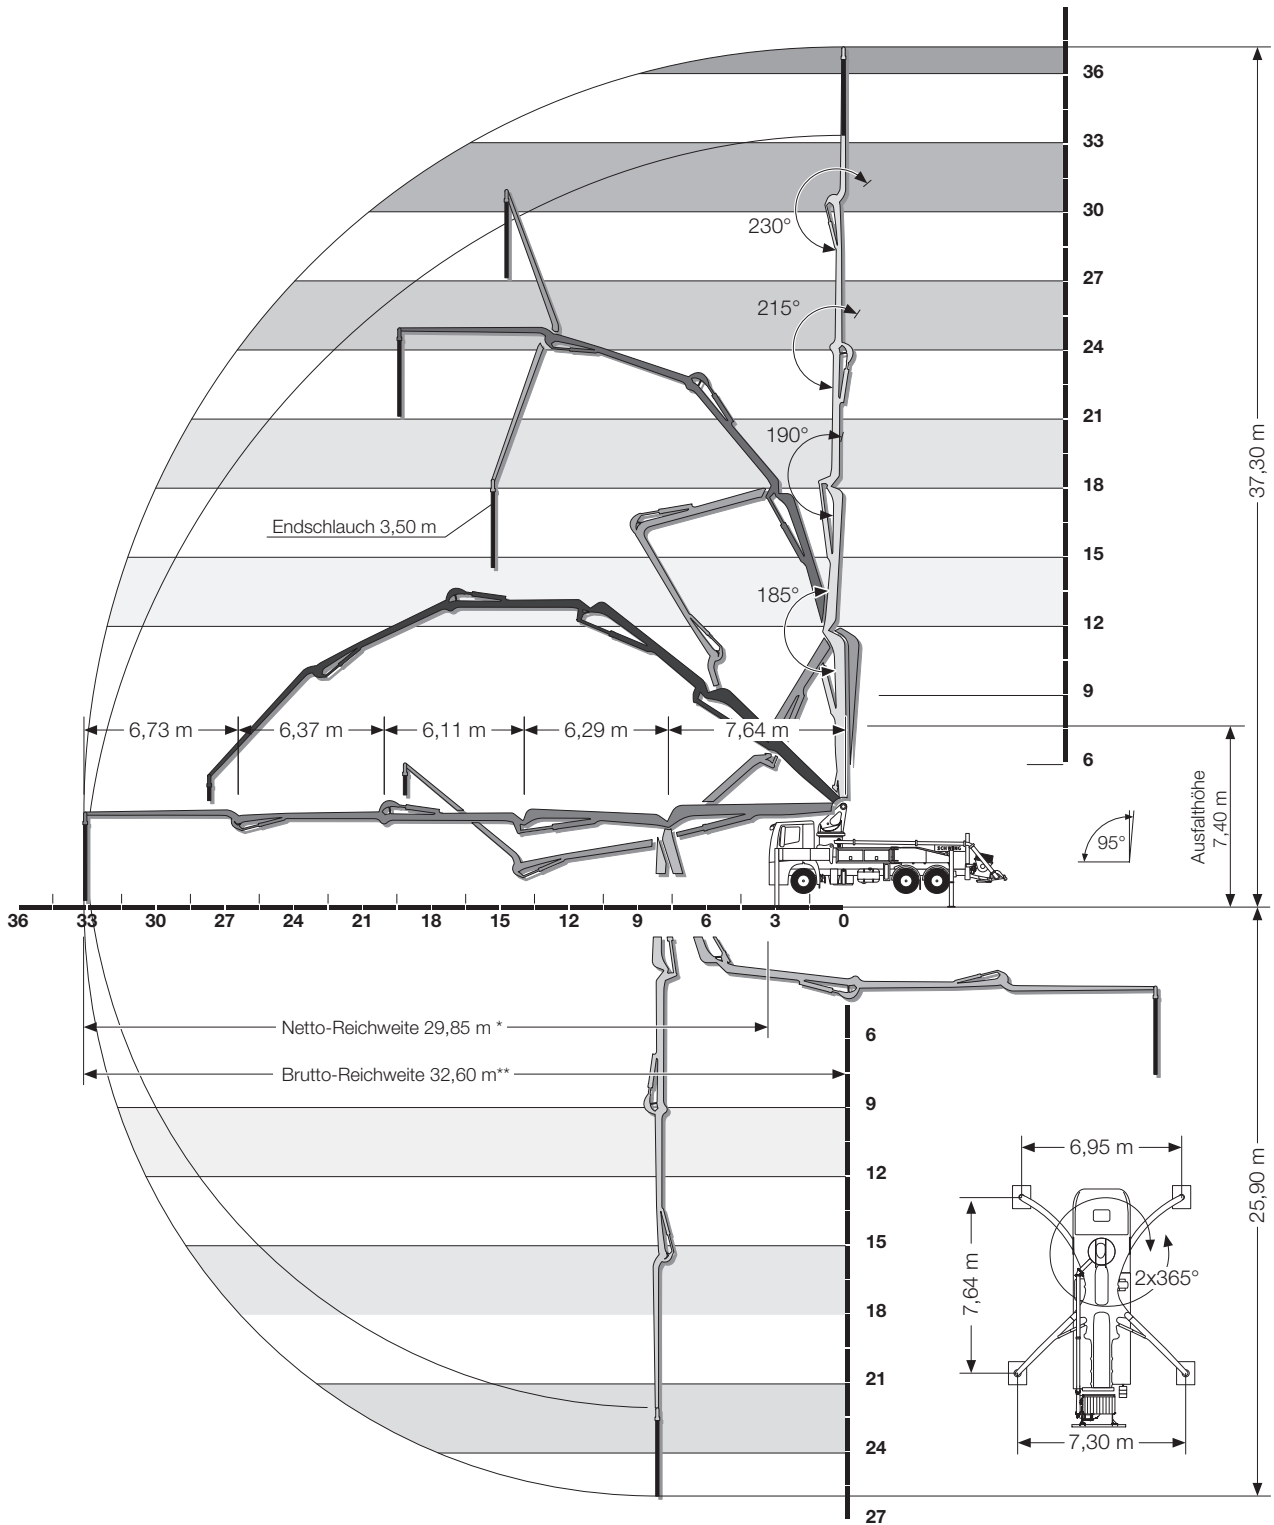 36
33
30
27
24
21
18
15
12
9
6
37,30 m
230°
215°
190°
185°
Endschlauch 3,50 m
6,73 m
6,37 m
6,11 m
6,29 m
7,64 m
Ausfalthöhe
7,40 m
95°
SCHWING
36 33 30 27 24 21 18 15 12 9 6 3 0
Netto-Reichweite 29,85 m *
Brutto-Reichweite 32,60 m**
6
9
12
15
18
21
24
27
25,90 m
6,95 m
7,64 m
2x365°
7,30 m